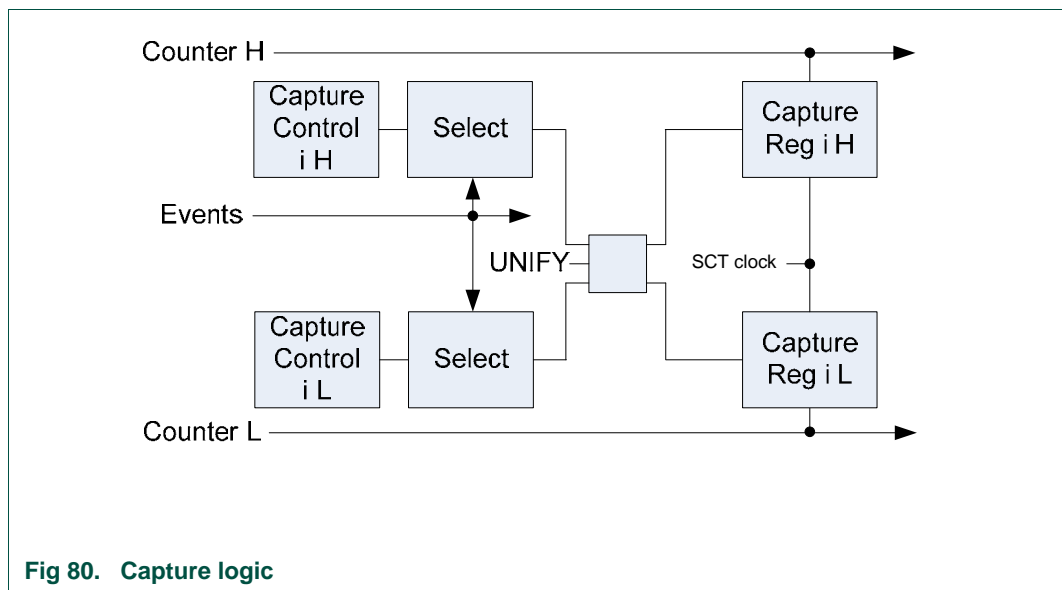 Counter H
Capture
Control
i H
Select
Capture
Reg i H
Events
UNIFY
SCT clock
Capture
Control
i L
Select
Capture
Reg i L
Counter L
Fig 80. Capture logic